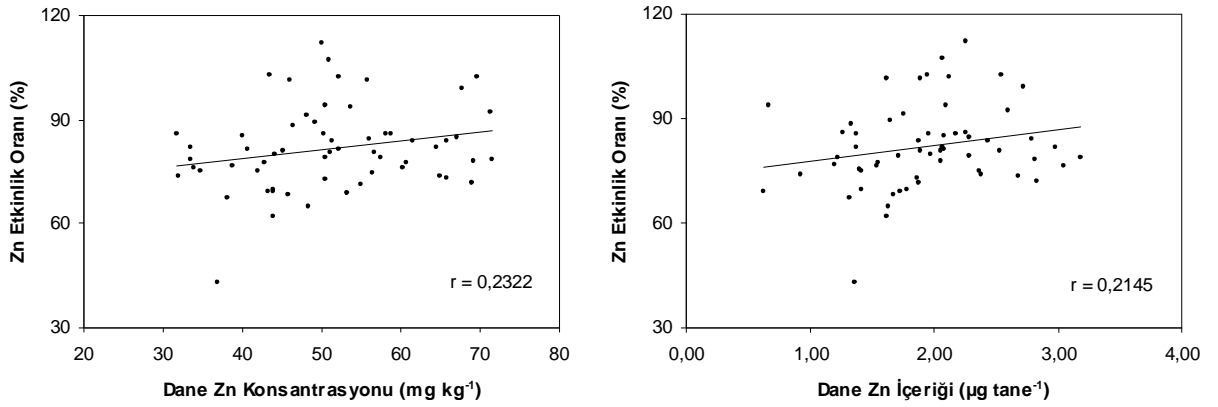 120
90
60
30
Zn Etkinlik Oranı (%)
r = 0,2322
20 30 40 50 60 70 80
Dane Zn Konsantrasyonu (mg kg⁻¹)
120
90
60
30
Zn Etkinlik Oranı (%)
r = 0,2145
0,00 1,00 2,00 3,00 4,00
Dane Zn İçeriği (µg tane⁻¹)